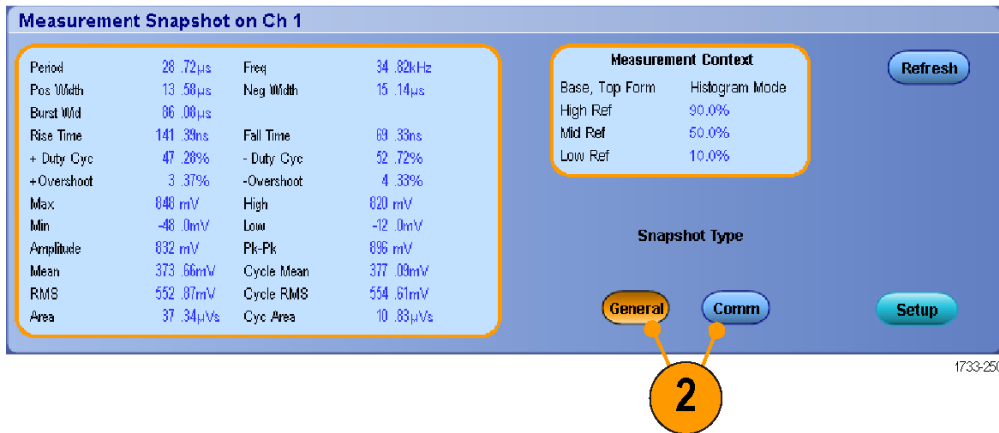 Measurement Snapshot on Ch 1
Period 28 .72µs Freq 34 .82kHz
Pos Width 13 .58µs Neg Width 15 .14µs
Burst Wid 86 .08µs
Rise Time 141 .39ns Fall Time 69 .33ns
+ Duty Cyc 47 .28% - Duty Cyc 52 .72%
+Overshoot 3 .37% -Overshoot 4 .33%
Max 848 mV High 820 mV
Min -48 .0mV Low -12 .0mV
Amplitude 832 mV Pk-Pk 896 mV
Mean 373 .66mV Cycle Mean 377 .09mV
RMS 552 .87mV Cycle RMS 554 .61mV
Area 37 .34µVs Cyc Area 10 .83µVs
Measurement Context
Base, Top Form Histogram Mode
High Ref 90.0%
Mid Ref 50.0%
Low Ref 10.0%
Refresh
Snapshot Type
General Comm
Setup
1733-250
2